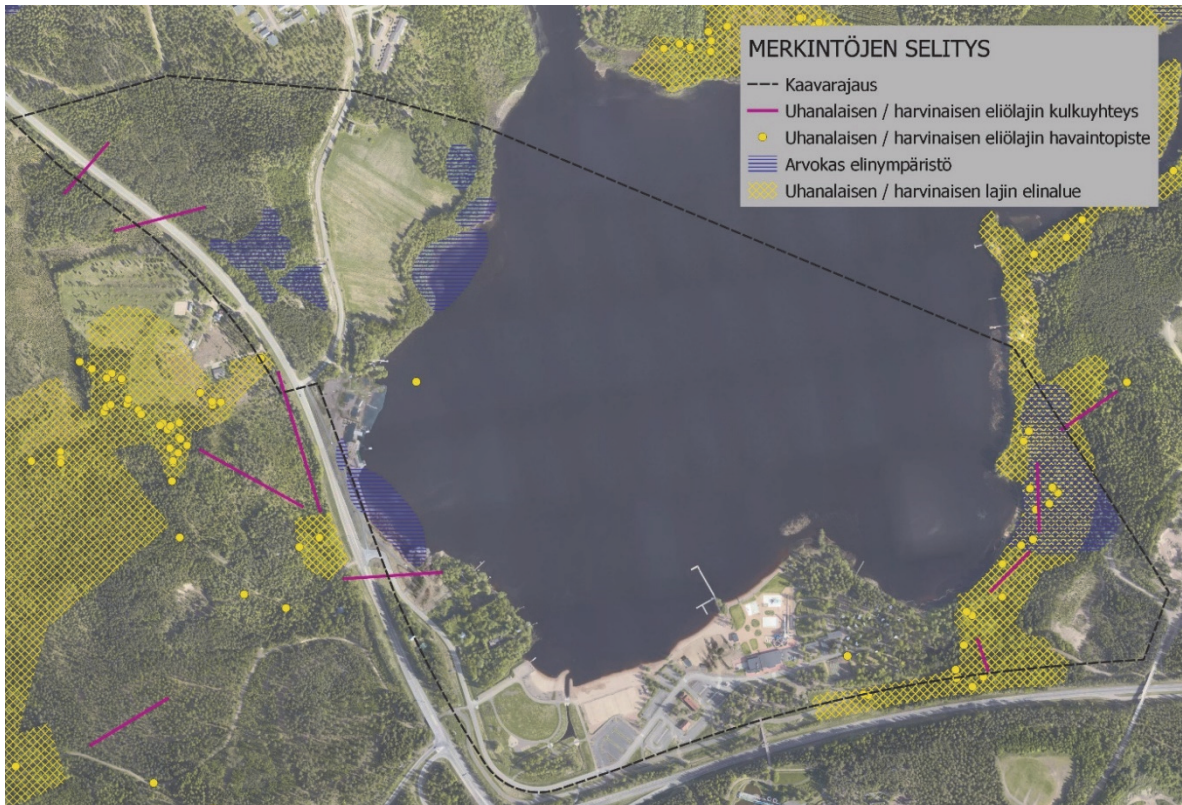 MERKINTÖJEN SELITYS
Kaavarajaus
Uhanalaisen / harvinaisen eliölajin kulkuyhteys
Uhanalaisen / harvinaisen eliölajin havaintopiste
Arvokas elinympäristö
Uhanalaisen / harvinaisen lajin elinalue